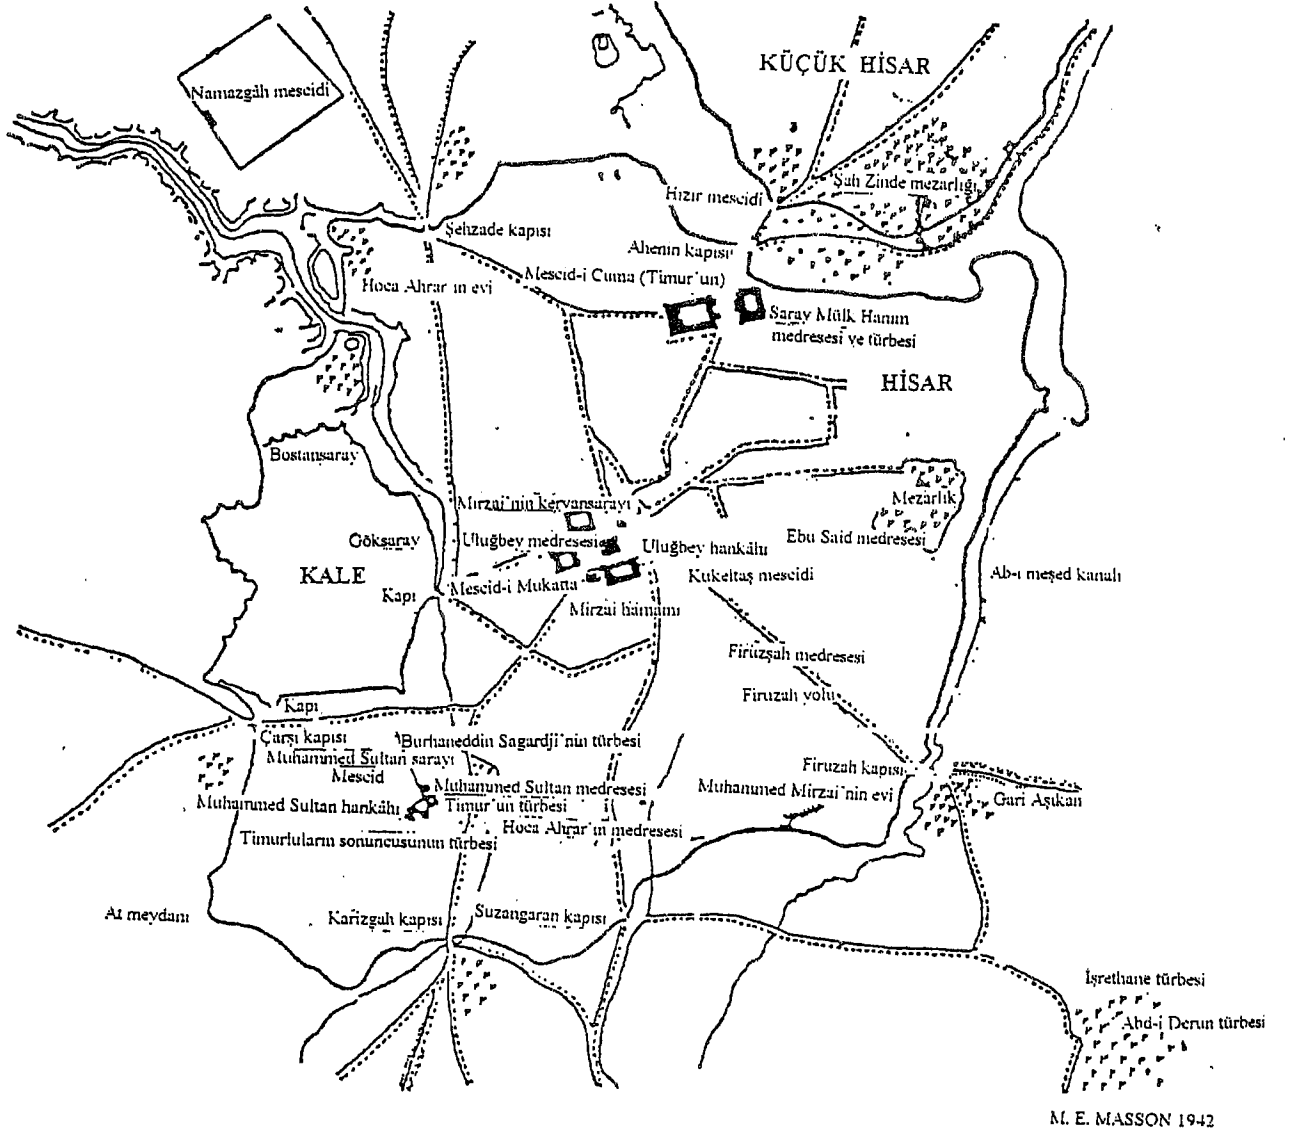 KÜÇÜK HİSAR
Namazgâh mescidi
Şah Zinde mezarlığı
Hızır mescidi
Şehzade kapısı
Ahenin kapısı
Mescid-i Cuma (Timur'un)
Hoca Ahrar'ın evi
Saray Mülk Hanım
medresesi ve türbesi
HİSAR
Bostansaray
Mezarlık
Mirzai'nin kervansarayı
Ebu Said medresesi
Göksaray
Uluğbey medresesi
Uluğbey hankâhı
KALE
Kukeltaş mescidi
Ab-ı meşed kanalı
Kapı
Mescid-i Mukatta
Mirzai hamamı
Firuzşah medresesi
Firuzah yolu
Kapı
Çarşı kapısı
Burhaneddin Sagardji'nin türbesi
Muhammed Sultan sarayı
Mescid
Firuzah kapısı
Muhammed Sultan medresesi
Muhammed Mirzai'nin evi
Gari Aşıkan
Muhammed Sultan hankâhı
Timur'un türbesi
Hoca Ahrar'ın medresesi
Timurluların sonuncusunun türbesi
At meydanı
Karizgah kapısı
Suzangaran kapısı
İşrethane türbesi
Abd-i Derun türbesi
M. E. MASSON 1942